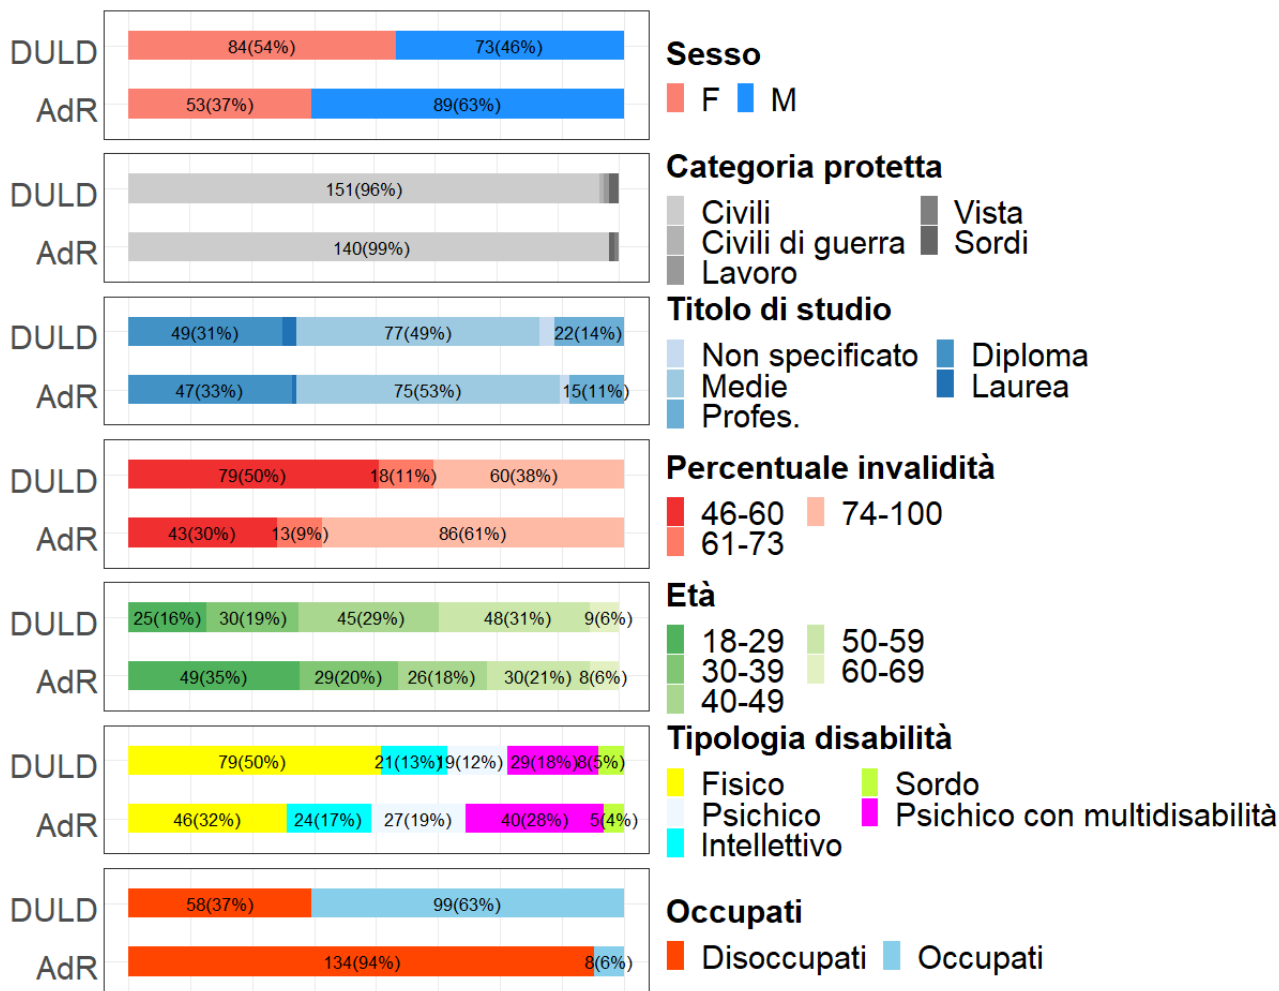 DULD 84(54%) 73(46%)
AdR 53(37%) 89(63%)
Sesso
F M
DULD 151(96%)
AdR 140(99%)
Categoria protetta
Civili Vista
Civili di guerra Sordi
Lavoro
DULD 49(31%) 77(49%) 22(14%)
AdR 47(33%) 75(53%) 15(11%)
Titolo di studio
Non specificato Diploma
Medie Laurea
Profes.
DULD 79(50%) 18(11%) 60(38%)
AdR 43(30%) 13(9%) 86(61%)
Percentuale invalidità
46-60 74-100
61-73
DULD 25(16%) 30(19%) 45(29%) 48(31%) 9(6%)
AdR 49(35%) 29(20%) 26(18%) 30(21%) 8(6%)
Età
18-29 50-59
30-39 60-69
40-49
DULD 79(50%) 21(13%) 19(12%) 29(18%) 8(5%)
AdR 46(32%) 24(17%) 27(19%) 40(28%) 5(4%)
Tipologia disabilità
Fisico Sordo
Psichico Psichico con multidisabilità
Intellettivo
DULD 58(37%) 99(63%)
AdR 134(94%) 8(6%)
Occupati
Disoccupati Occupati